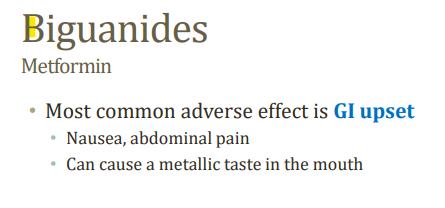 Biguanides
Metformin
• Most common adverse effect is GI upset
• Nausea, abdominal pain
• Can cause a metallic taste in the mouth